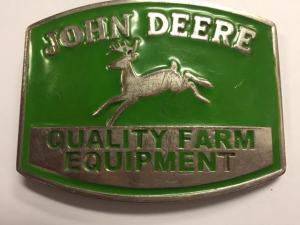 JOHN DEERE
QUALITY FARM
EQUIPMENT